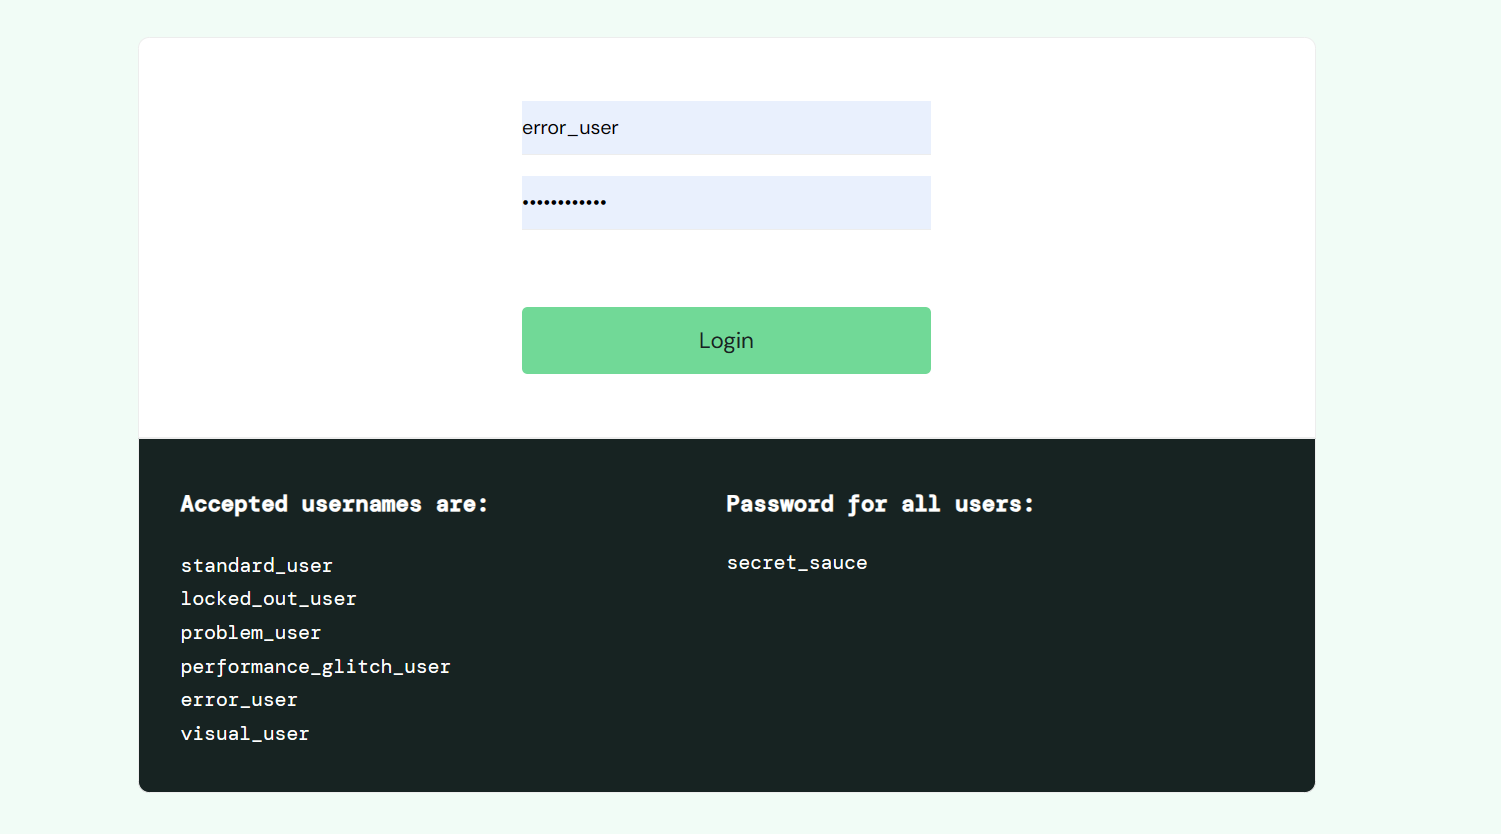 error_user
••••••••••••
Login
Accepted usernames are:
standard_user
locked_out_user
problem_user
performance_glitch_user
error_user
visual_user
Password for all users:
secret_sauce